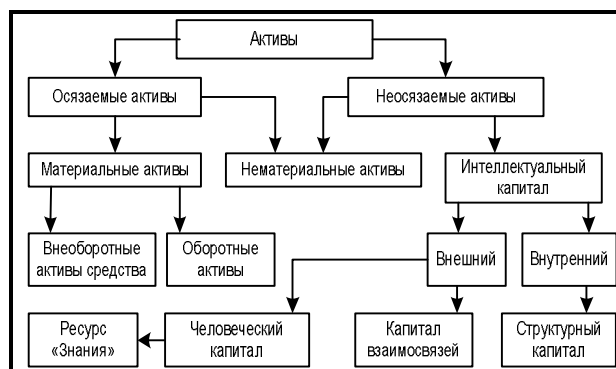 Активы
Осязаемые активы
Неосязаемые активы
Материальные активы
Нематериальные активы
Интеллектуальный
капитал
Внеоборотные
активы средства
Оборотные
активы
Внешний
Внутренний
Ресурс
«Знания»
Человеческий
капитал
Капитал
взаимосвязей
Структурный
капитал